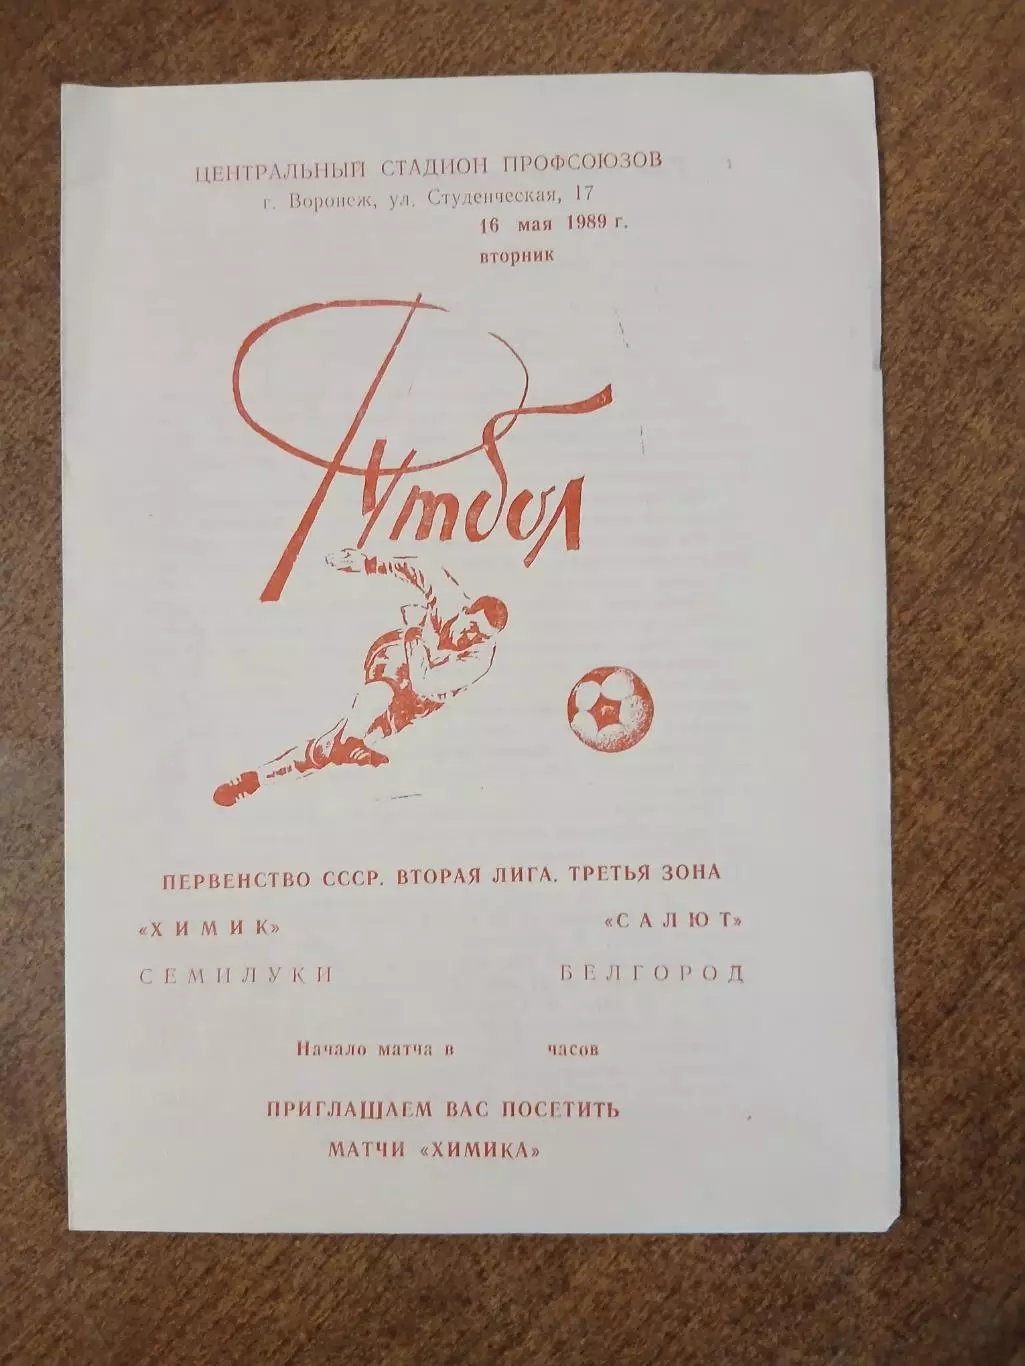 ЦЕНТРАЛЬНЫЙ СТАДИОН ПРОФСОЮЗОВ
г. Воронеж, ул. Студенческая, 17
16 мая 1989 г.
вторник
Футбол
ПЕРВЕНСТВО СССР. ВТОРАЯ ЛИГА. ТРЕТЬЯ ЗОНА
«ХИМИК» «САЛЮТ»
СЕМИЛУКИ БЕЛГОРОД
Начало матча в часов
ПРИГЛАШАЕМ ВАС ПОСЕТИТЬ
МАТЧИ «ХИМИКА»